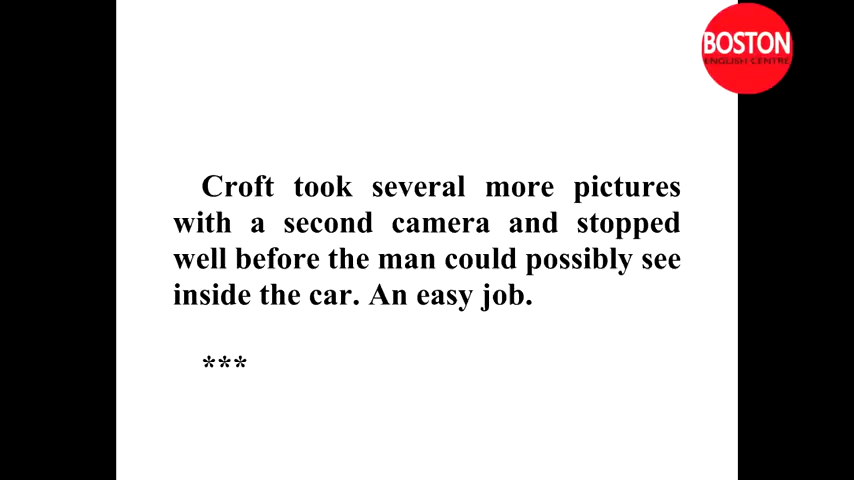 BOSTON
ENGLISH CENTRE
Croft took several more pictures
with a second camera and stopped
well before the man could possibly see
inside the car. An easy job.
***